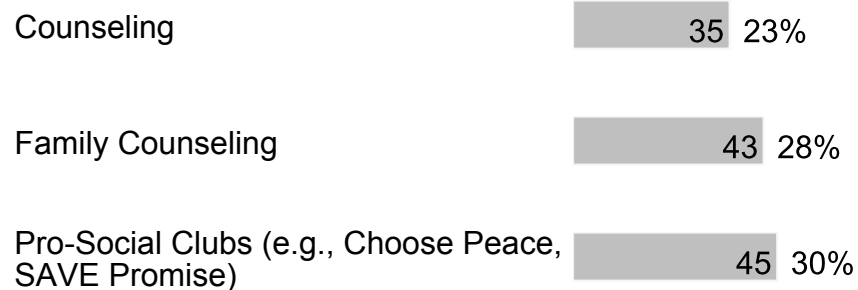 Counseling 35 23%
Family Counseling 43 28%
Pro-Social Clubs (e.g., Choose Peace,
SAVE Promise) 45 30%